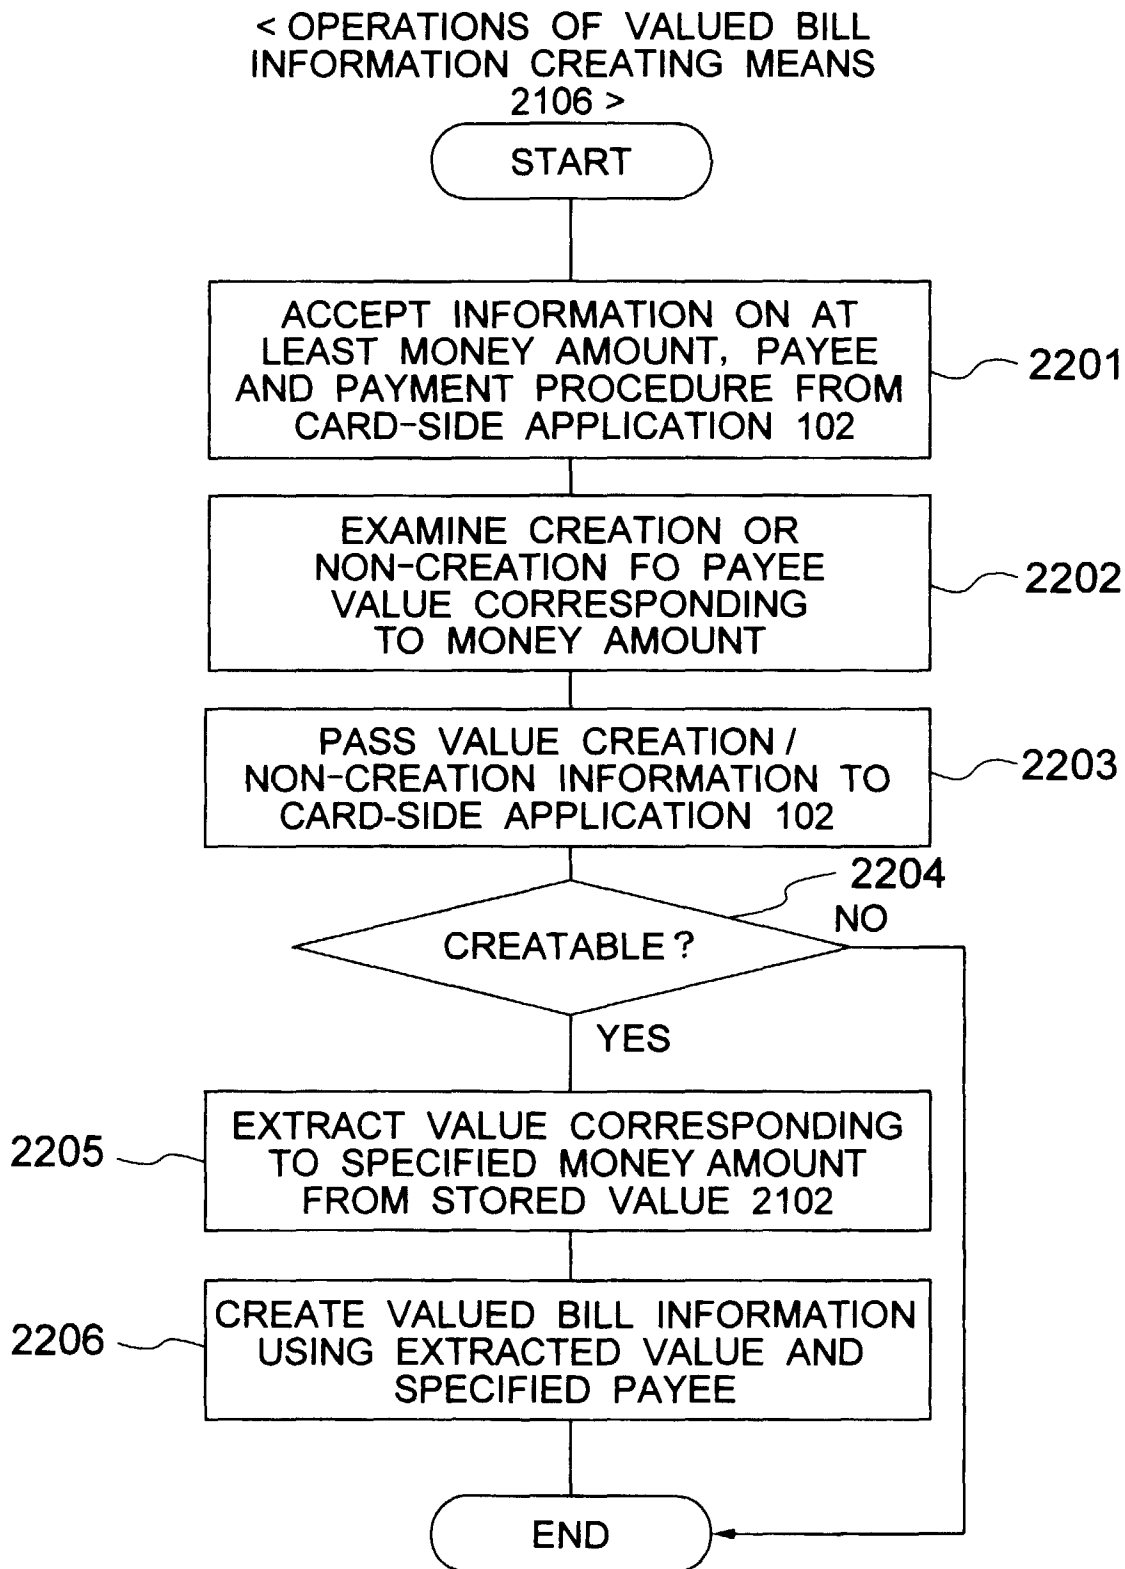 < OPERATIONS OF VALUED BILL
INFORMATION CREATING MEANS
2106 >
START
ACCEPT INFORMATION ON AT
LEAST MONEY AMOUNT, PAYEE
AND PAYMENT PROCEDURE FROM
CARD-SIDE APPLICATION 102
2201
EXAMINE CREATION OR
NON-CREATION FO PAYEE
VALUE CORRESPONDING
TO MONEY AMOUNT
2202
PASS VALUE CREATION /
NON-CREATION INFORMATION TO
CARD-SIDE APPLICATION 102
2203
2204
CREATABLE ?
NO
YES
EXTRACT VALUE CORRESPONDING
TO SPECIFIED MONEY AMOUNT
FROM STORED VALUE 2102
2205
CREATE VALUED BILL INFORMATION
USING EXTRACTED VALUE AND
SPECIFIED PAYEE
2206
END